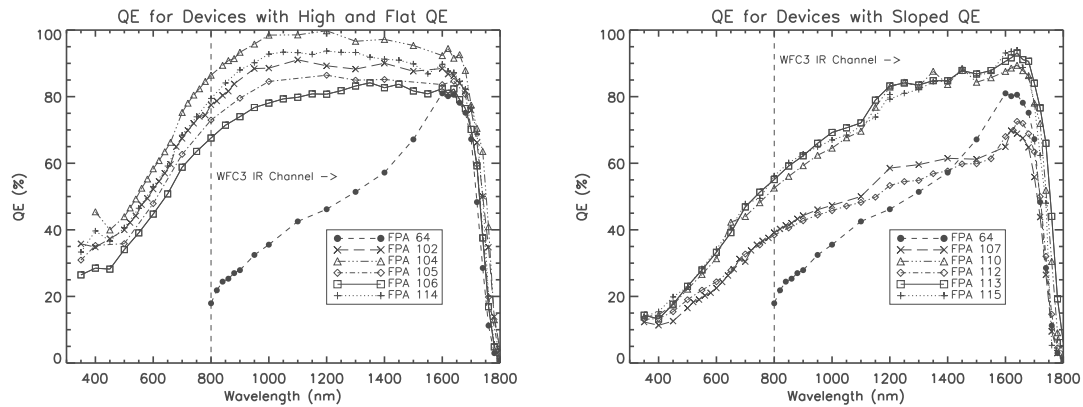 QE for Devices with High and Flat QE
100
80
60
40
20
0
QE (%)
WFC3 IR Channel ->
FPA 64
FPA 102
FPA 104
FPA 105
FPA 106
FPA 114
400 600 800 1000 1200 1400 1600 1800
Wavelength (nm)
QE for Devices with Sloped QE
100
80
60
40
20
0
QE (%)
WFC3 IR Channel ->
FPA 64
FPA 107
FPA 110
FPA 112
FPA 113
FPA 115
400 600 800 1000 1200 1400 1600 1800
Wavelength (nm)